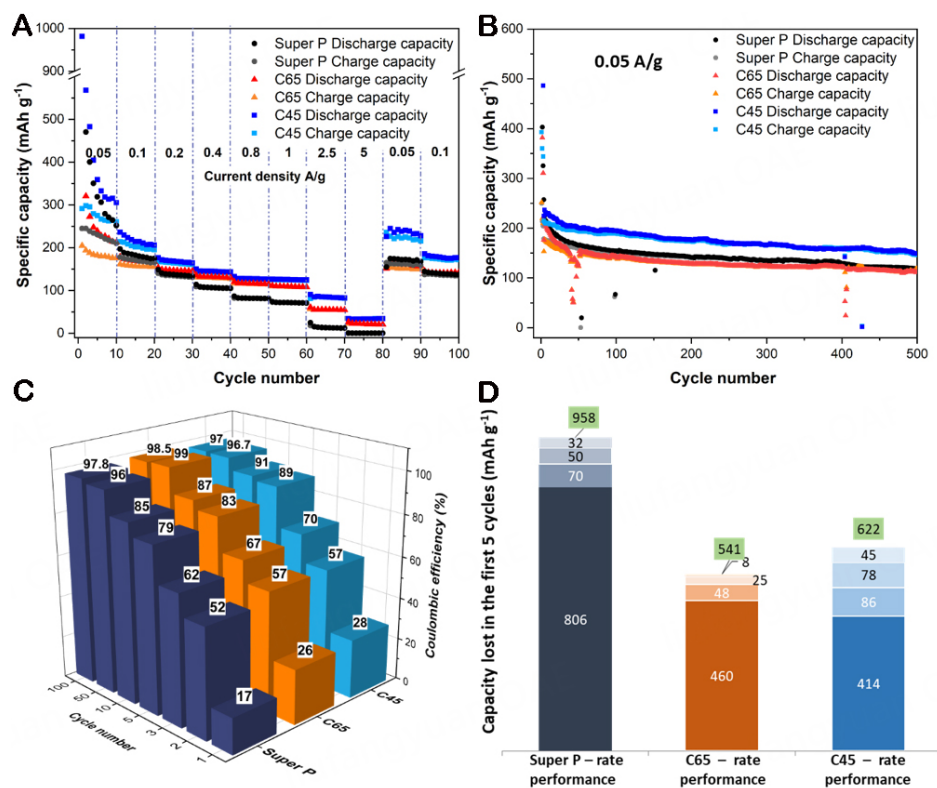 A
Specific capacity (mAh g⁻¹)
1000
900
600
500
400
300
200
100
0
Super P Discharge capacity
Super P Charge capacity
C65 Discharge capacity
C65 Charge capacity
C45 Discharge capacity
C45 Charge capacity
0.05 0.1 0.2 0.4 0.8 1 2.5 5 0.05 0.1
Current density A/g
0 10 20 30 40 50 60 70 80 90 100
Cycle number
B
Specific capacity (mAh g⁻¹)
600
500
400
300
200
100
0
0.05 A/g
Super P Discharge capacity
Super P Charge capacity
C65 Discharge capacity
C65 Charge capacity
C45 Discharge capacity
C45 Charge capacity
0 100 200 300 400 500
Cycle number
C
97.8 96 85 79 62 52 17
98.5 99 87 83 67 57 26
97 96.7 91 89 70 57 28
100
80
60
40
20
0
Coulombic efficiency (%)
100 50 10 5 3 2 1
Cycle number
Super P
C65
C45
D
Capacity lost in the first 5 cycles (mAh g⁻¹)
958
32
50
70
806
541
8
25
48
460
622
45
78
86
414
Super P – rate
performance
C65 – rate
performance
C45 – rate
performance